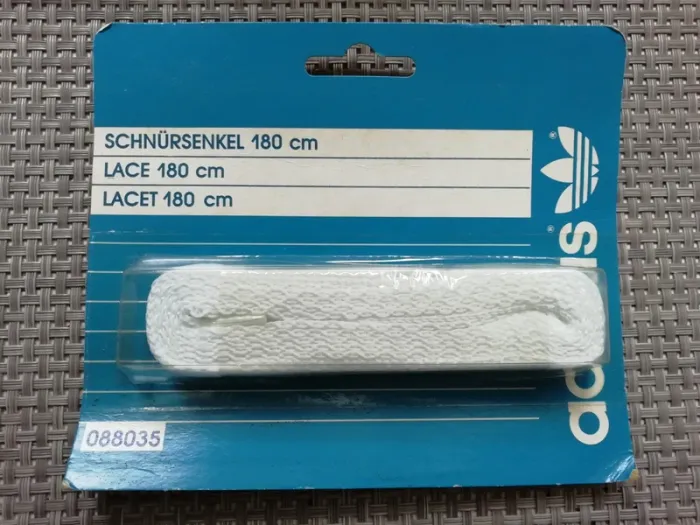 SCHNÜRSENKEL 180 cm
LACE 180 cm
LACET 180 cm
adidas
®
®
088035